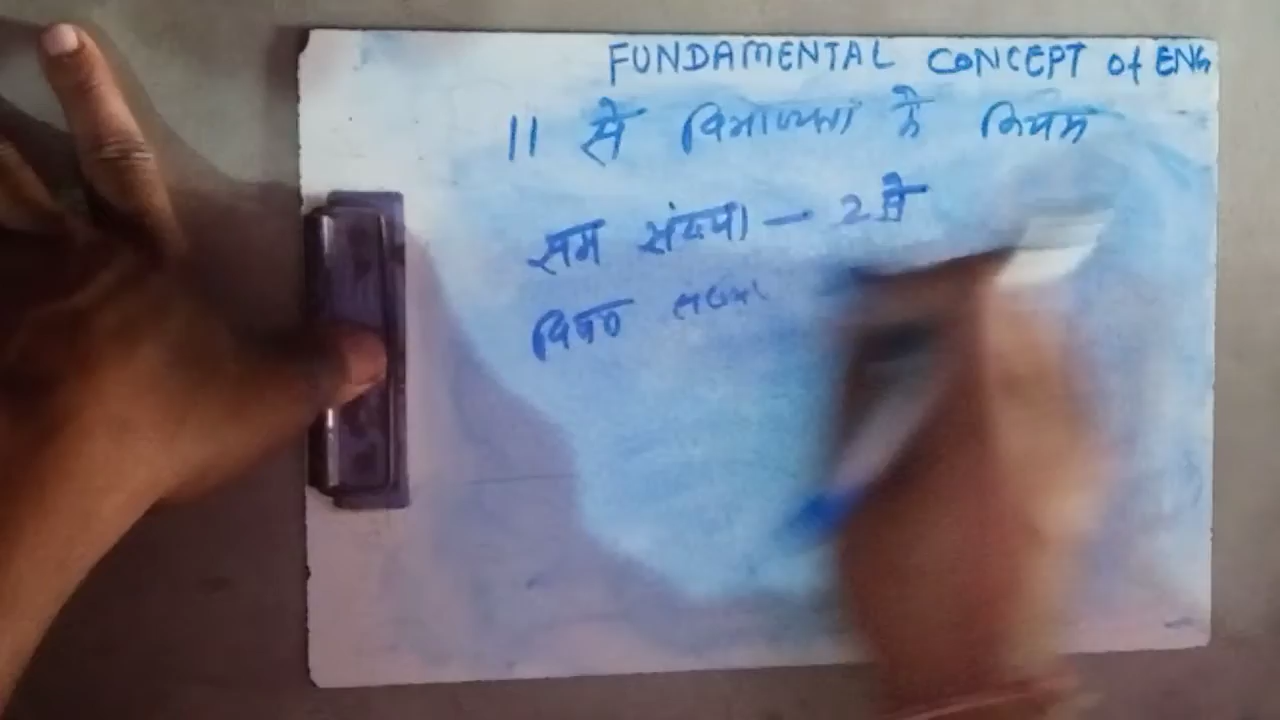 FUNDAMENTAL CONCEPT of ENG
11 से विभाज्यता के नियम
सम संख्या - 2 से
विषम संख्या